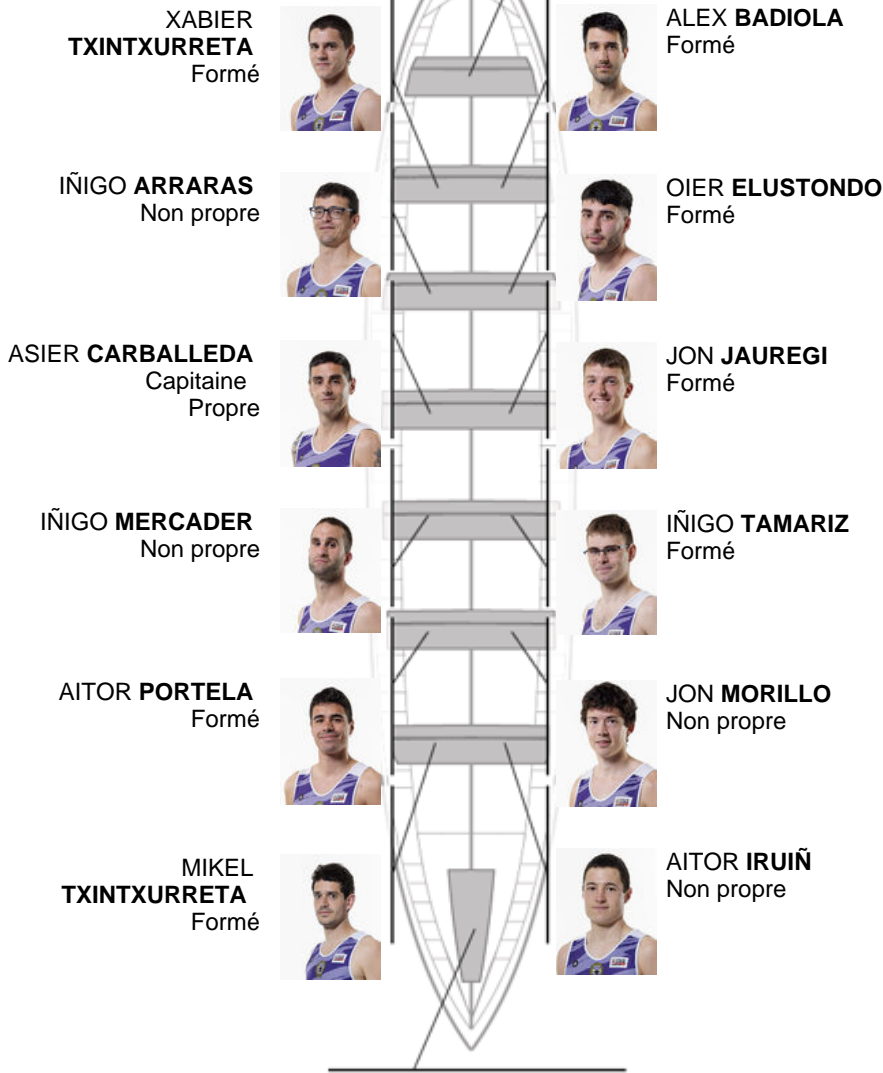 XABIER
TXINTXURRETA
Formé
ALEX BADIOLA
Formé
IÑIGO ARRARAS
Non propre
OIER ELUSTONDO
Formé
ASIER CARBALLEDA
Capitaine
Propre
JON JAUREGI
Formé
IÑIGO MERCADER
Non propre
IÑIGO TAMARIZ
Formé
AITOR PORTELA
Formé
JON MORILLO
Non propre
MIKEL
TXINTXURRETA
Formé
AITOR IRUIÑ
Non propre